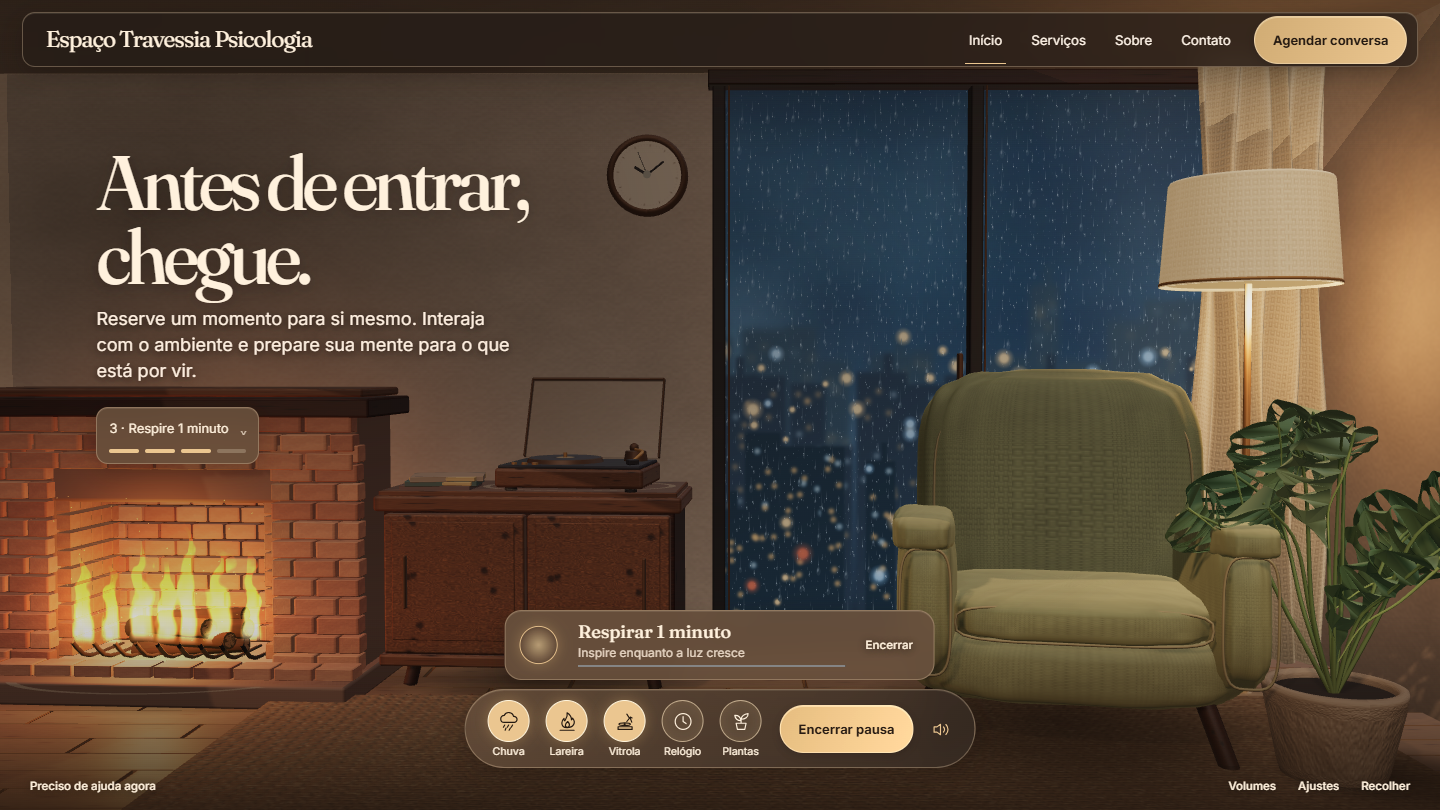 Espaço Travessia Psicologia
Início
Serviços
Sobre
Contato
Agendar conversa
Antes de entrar,
chegue.
Reserve um momento para si mesmo. Interaja
com o ambiente e prepare sua mente para o que
está por vir.
3 · Respire 1 minuto
Respirar 1 minuto
Inspire enquanto a luz cresce
Encerrar
Chuva
Lareira
Vitrola
Relógio
Plantas
Encerrar pausa
Preciso de ajuda agora
Volumes
Ajustes
Recolher